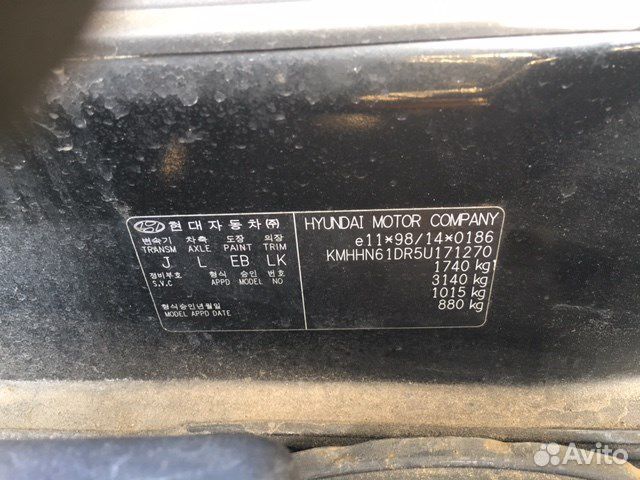 현대자동차㈜
변속기 차축 도장 의장
TRANSM AXLE PAINT TRIM
J L EB LK
정비부호 형식 승인 번호
S.V.C APPD MODEL NO
형식승인년월일
MODEL APPD DATE
HYUNDAI MOTOR COMPANY
e11*98/14*0186
KMHHN61DR5U171270
1740 kg
3140 kg
1015 kg
880 kg
Avito